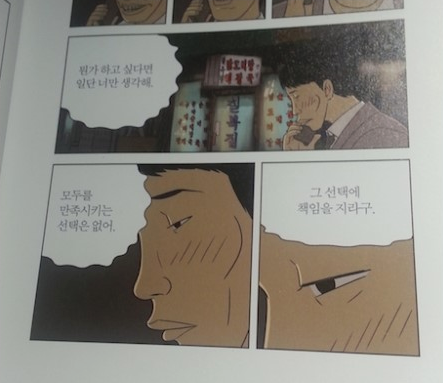 뭔가 하고 싶다면
일단 너만 생각해.
모두를
만족시키는
선택은 없어.
그 선택에
책임을 지라구.